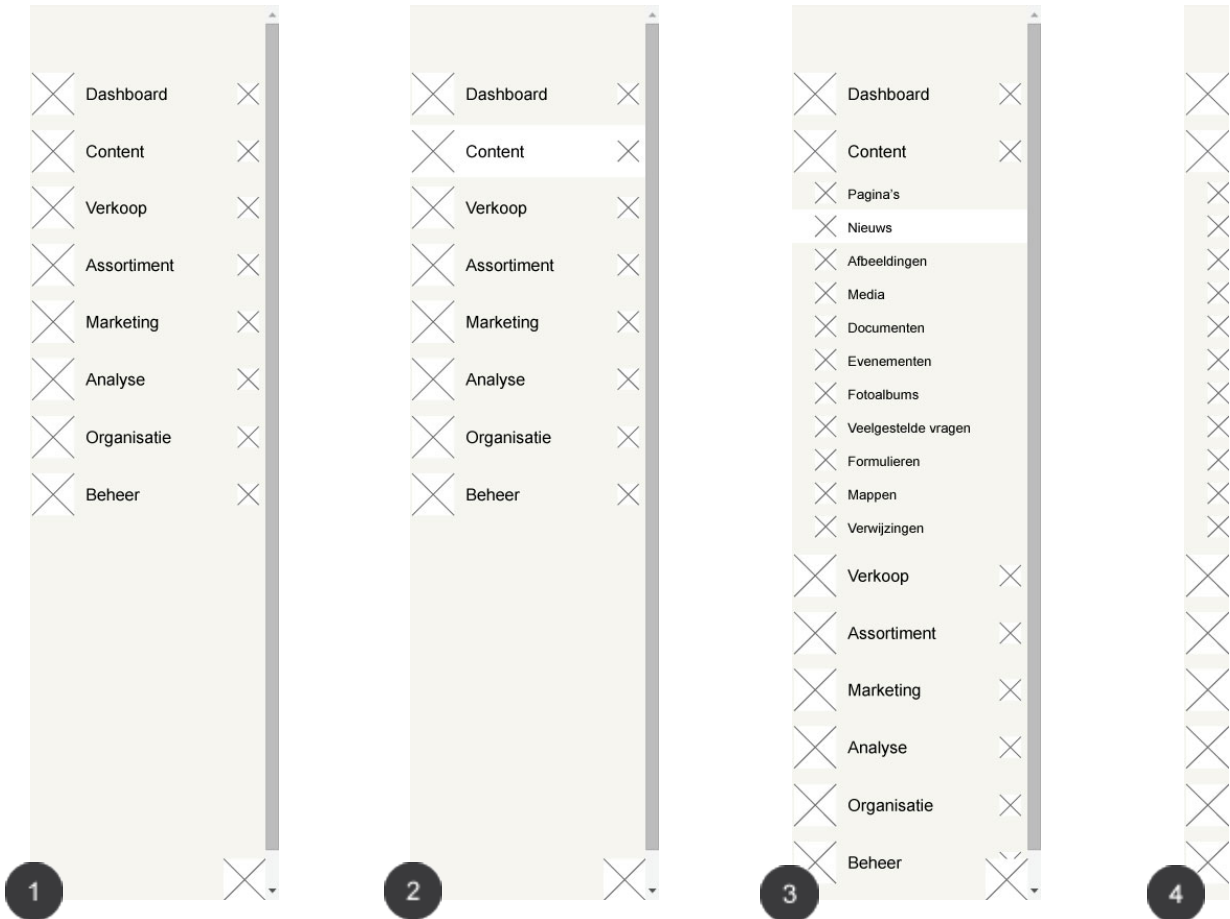 Dashboard
Content
Verkoop
Assortiment
Marketing
Analyse
Organisatie
Beheer
1
Dashboard
Content
Verkoop
Assortiment
Marketing
Analyse
Organisatie
Beheer
2
Dashboard
Content
Pagina's
Nieuws
Afbeeldingen
Media
Documenten
Evenementen
Fotoalbums
Veelgestelde vragen
Formulieren
Mappen
Verwijzingen
Verkoop
Assortiment
Marketing
Analyse
Organisatie
Beheer
3
4